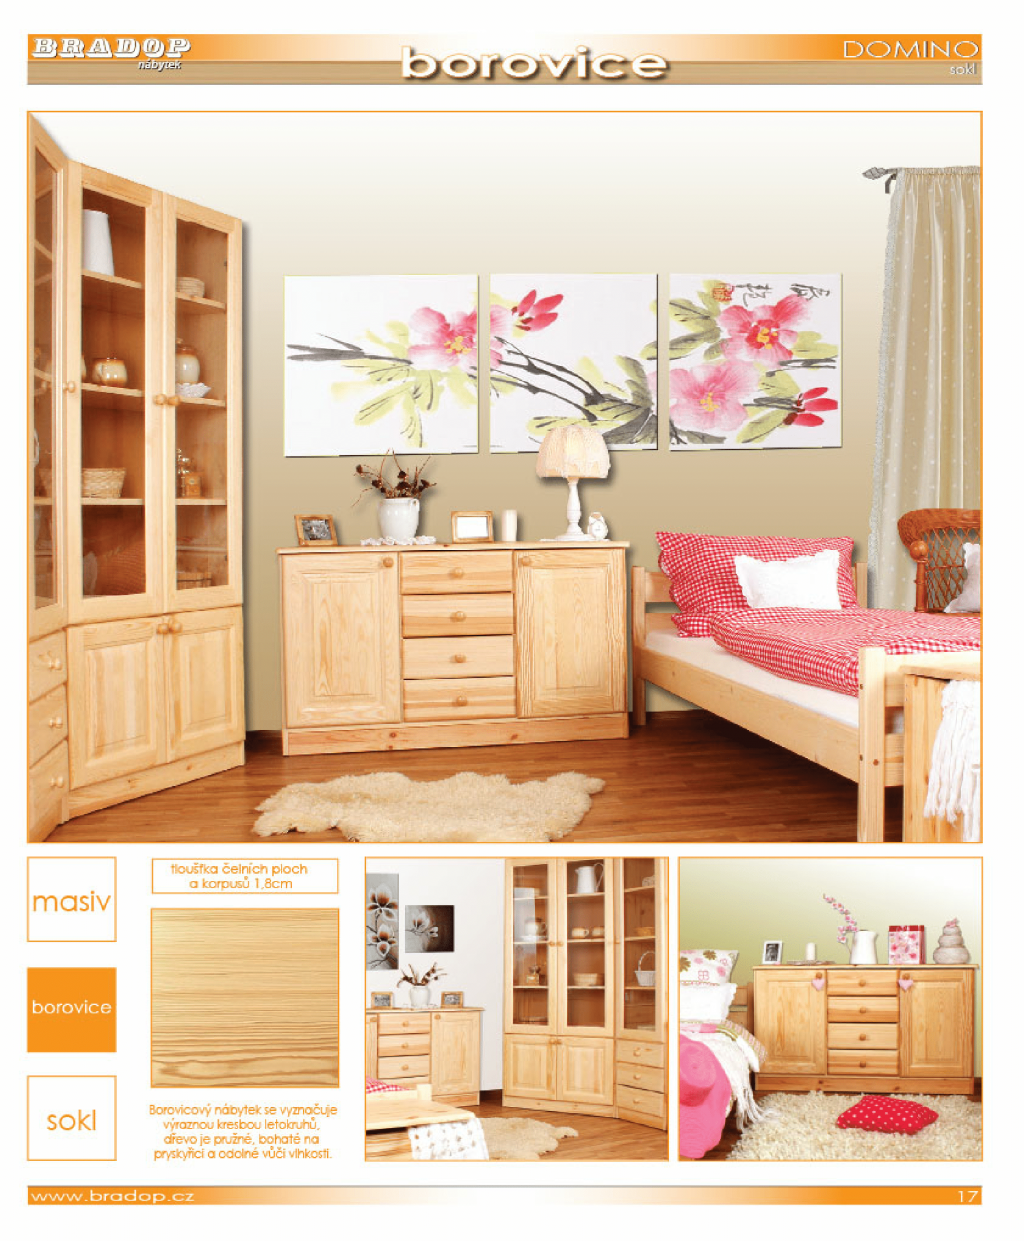 BRADOP
nábytek
borovice
DOMINO
sokl
masiv
borovice
sokl
tloušťka čelních ploch
a korpusů 1,8cm
Borovicový nábytek se vyznačuje
výraznou kresbou letokruhů,
dřevo je pružné, bohaté na
pryskyřici a odolné vůči vlhkosti.
www.bradop.cz
17